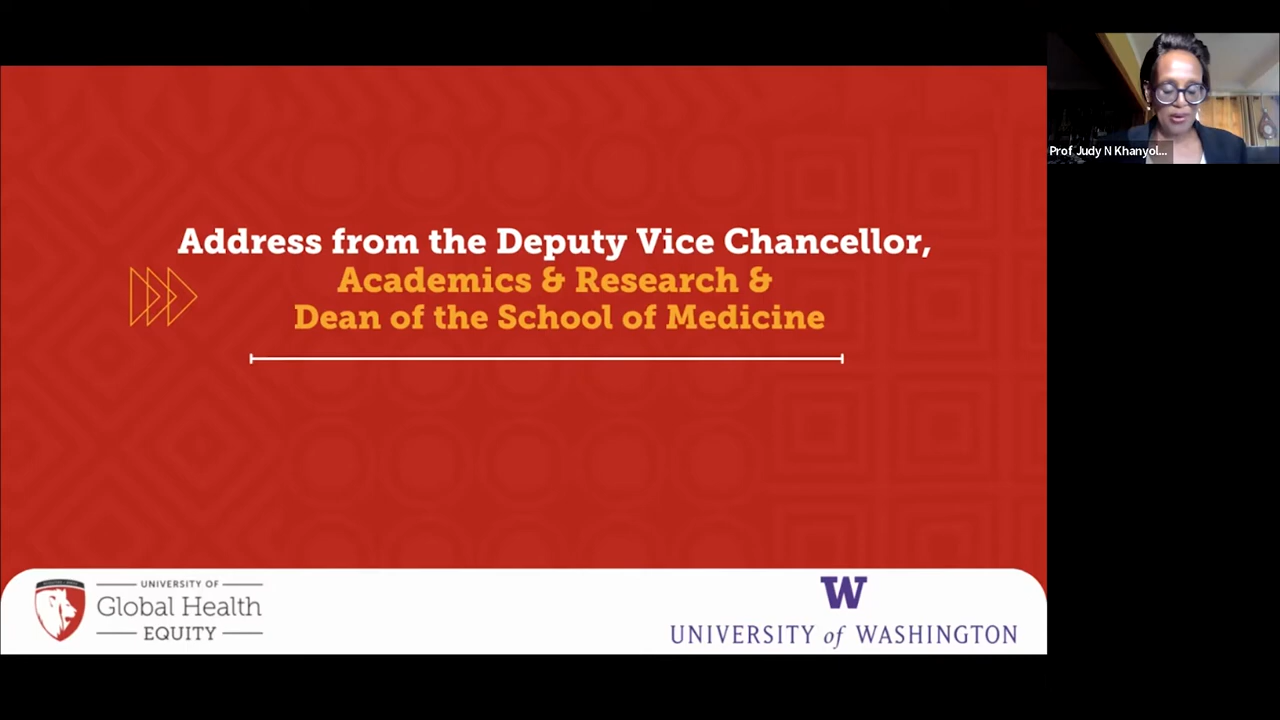 Address from the Deputy Vice Chancellor,
Academics & Research &
Dean of the School of Medicine
Prof Judy N Khanyol...
UNIVERSITY OF
Global Health
EQUITY
W
UNIVERSITY of WASHINGTON